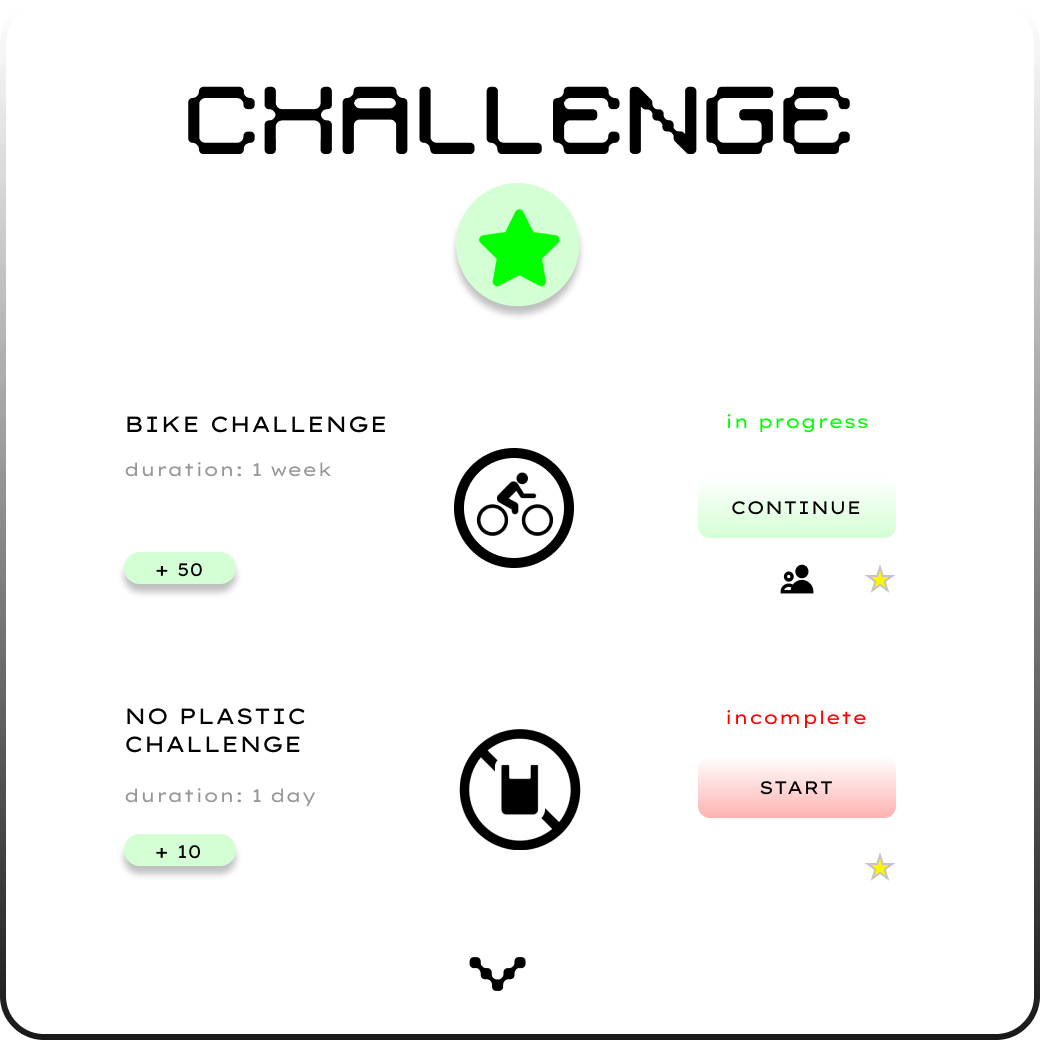 CHALLENGE
BIKE CHALLENGE
in progress
duration: 1 week
CONTINUE
+ 50
NO PLASTIC
CHALLENGE
incomplete
duration: 1 day
START
+ 10